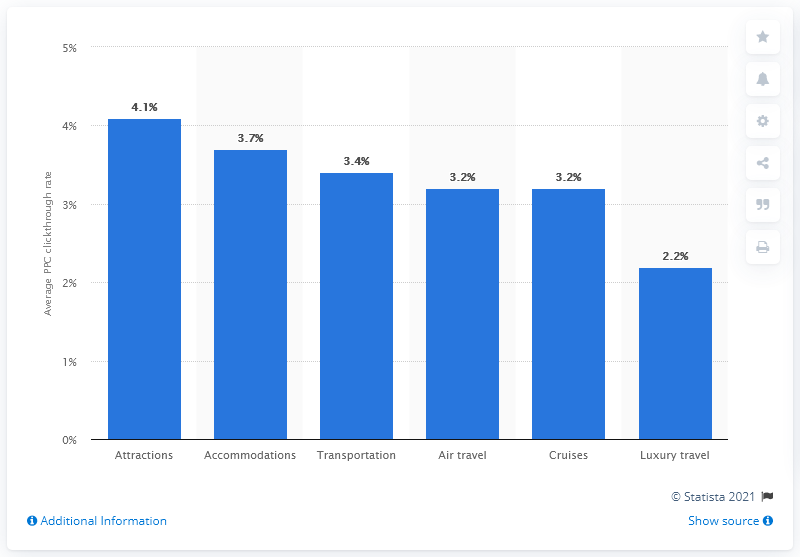 5%
4%
3%
2%
1%
0%
Average PPC clickthrough rate
4.1%
3.7%
3.4%
3.2%
3.2%
2.2%
Attractions
Accommodations
Transportation
Air travel
Cruises
Luxury travel
© Statista 2021
Additional Information
Show source